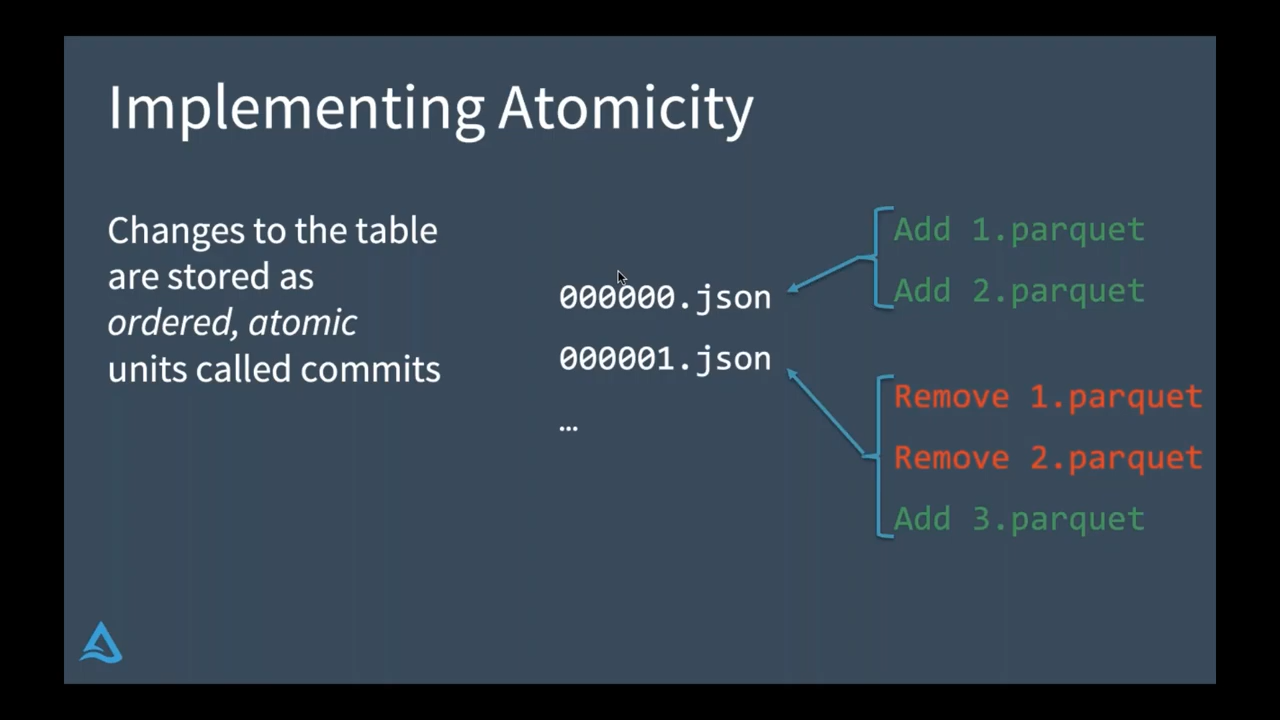 Implementing Atomicity
Changes to the table
are stored as
ordered, atomic
units called commits
000000.json
000001.json
…
Add 1.parquet
Add 2.parquet
Remove 1.parquet
Remove 2.parquet
Add 3.parquet